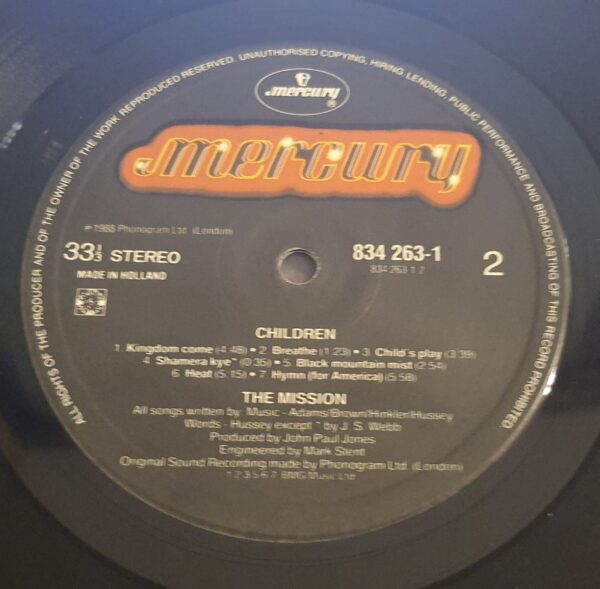 ALL RIGHTS OF THE PRODUCER AND OF THE OWNER OF THE WORK REPRODUCED RESERVED. UNAUTHORISED COPYING, HIRING, LENDING, PUBLIC PERFORMANCE AND BROADCASTING OF THIS RECORD PROHIBITED
mercury ®
mercury
℗ 1988 Phonogram Ltd. (London)
33⅓ STEREO 834 263-1 2
MADE IN HOLLAND 834 263 1.2
CHILDREN
1 Kingdom come (4:48) • 2 Breathe (1:23) • 3 Child's play (3:39)
4 Shamera kye* (0:35) • 5 Black mountain mist (2:54)
6 Heat (5:15) • 7 Hymn (for America) (5:58)
THE MISSION
All songs written by: Music - Adams/Brown/Hinkler/Hussey
Words - Hussey except * by J. S. Webb
Produced by John Paul Jones
Engineered by Mark Stent
Original Sound Recording made by Phonogram Ltd. (London)
1 2 3 5 6 7 BMG Music Ltd